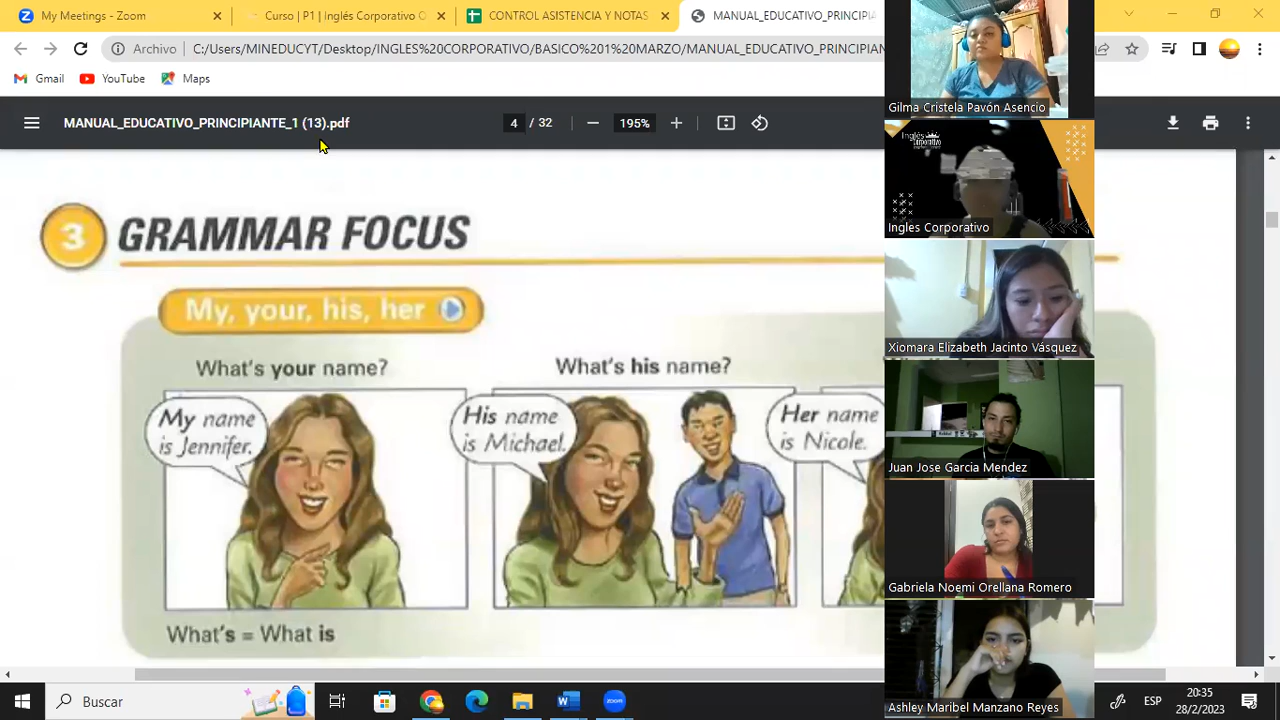 My Meetings - Zoom
Curso | P1 | Inglés Corporativo O
CONTROL ASISTENCIA Y NOTAS
MANUAL_EDUCATIVO_PRINCIPIA
Archivo
C:/Users/MINEDUCYT/Desktop/INGLES%20CORPORATIVO/BASICO%201%20MARZO/MANUAL_EDUCATIVO_PRINCIPIAN
Gmail
YouTube
Maps
MANUAL_EDUCATIVO_PRINCIPIANTE_1 (13).pdf
4 / 32
195%
3 GRAMMAR FOCUS
My, your, his, her
What's your name?
What's his name?
My name
is Jennifer.
His name
is Michael.
Her name
is Nicole.
What's = What is
Gilma Cristela Pavón Asencio
Inglés
Corporativo
Ingles Corporativo
Xiomara Elizabeth Jacinto Vásquez
Juan Jose Garcia Mendez
Gabriela Noemi Orellana Romero
Ashley Maribel Manzano Reyes
Buscar
zoom
ESP
20:35
28/2/2023